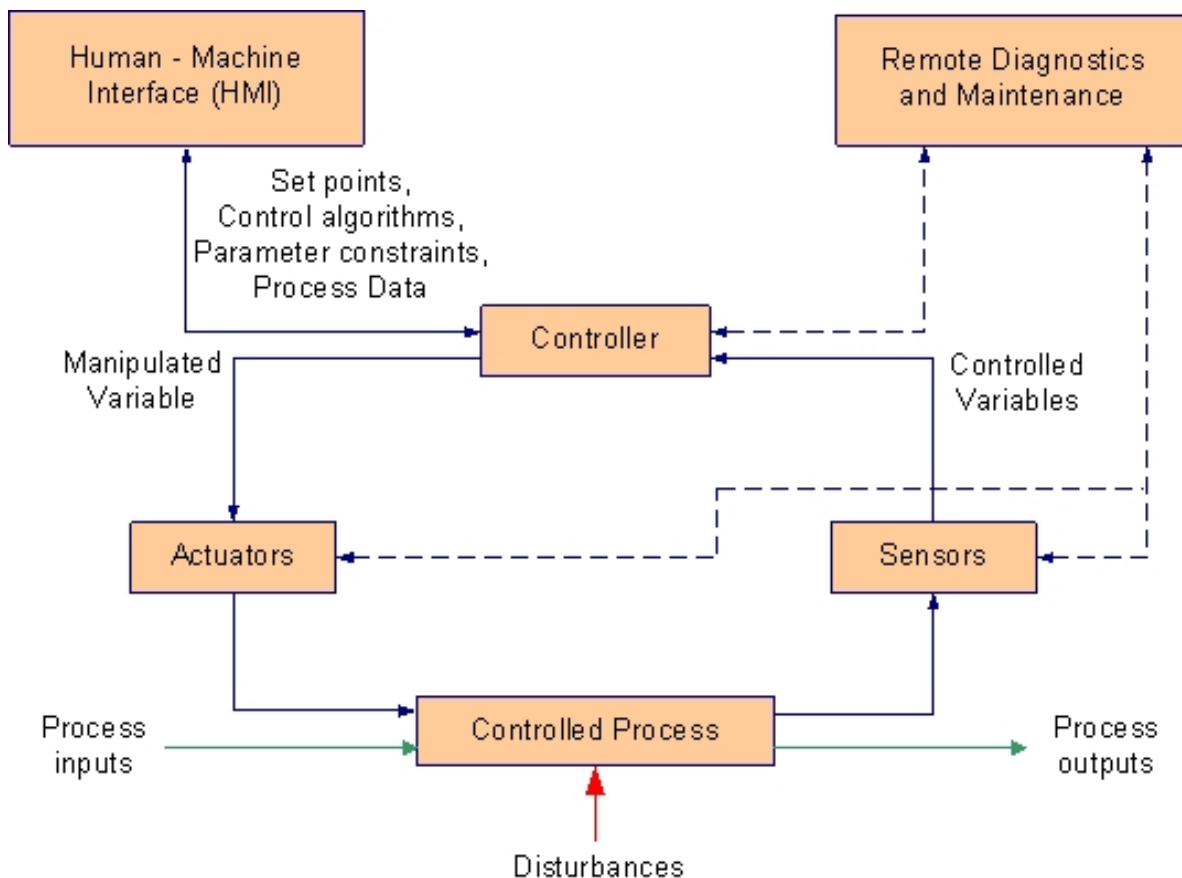 Human - Machine
Interface (HMI)
Remote Diagnostics
and Maintenance
Set points,
Control algorithms,
Parameter constraints,
Process Data
Controller
Manipulated
Variable
Controlled
Variables
Actuators
Sensors
Process
inputs
Controlled Process
Process
outputs
Disturbances